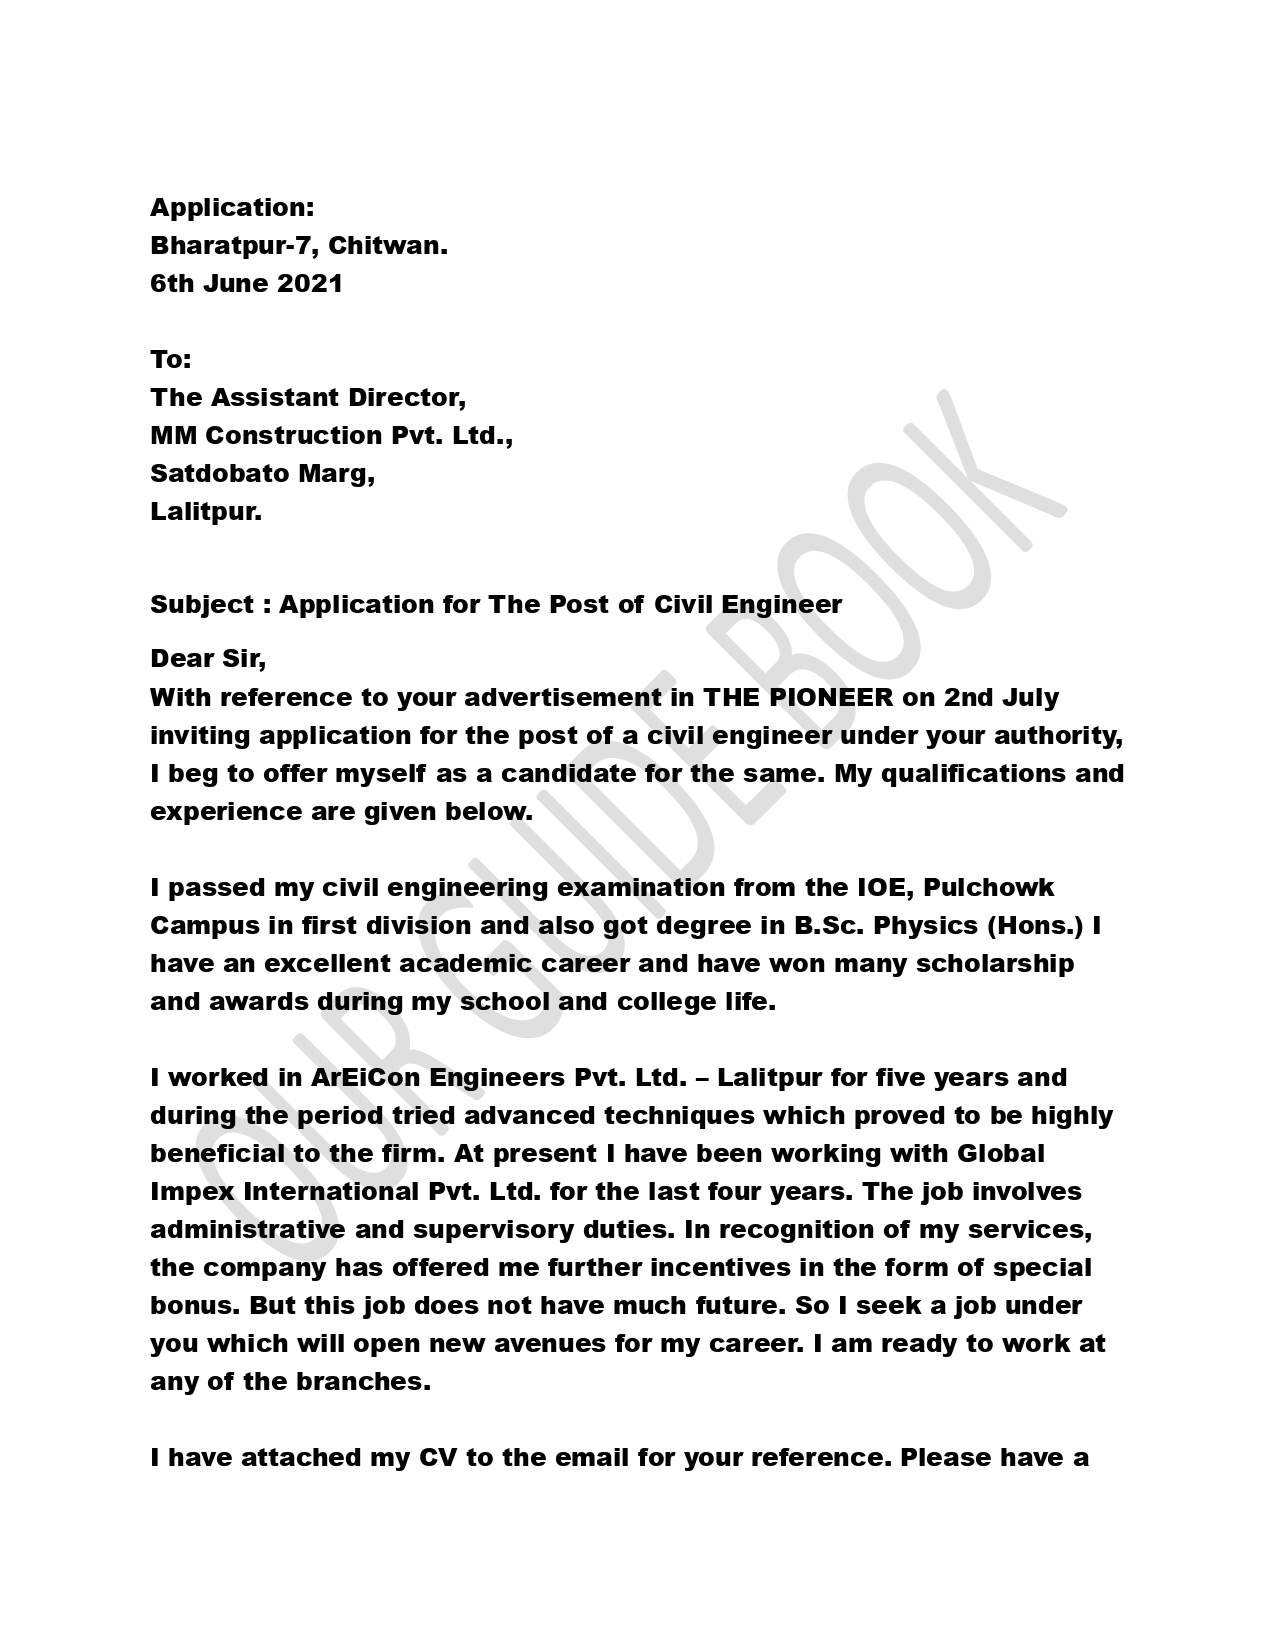 Application:
Bharatpur-7, Chitwan.
6th June 2021
To:
The Assistant Director,
MM Construction Pvt. Ltd.,
Satdobato Marg,
Lalitpur.
Subject : Application for The Post of Civil Engineer
Dear Sir,
With reference to your advertisement in THE PIONEER on 2nd July
inviting application for the post of a civil engineer under your authority,
I beg to offer myself as a candidate for the same. My qualifications and
experience are given below.
I passed my civil engineering examination from the IOE, Pulchowk
Campus in first division and also got degree in B.Sc. Physics (Hons.) I
have an excellent academic career and have won many scholarship
and awards during my school and college life.
I worked in ArEiCon Engineers Pvt. Ltd. – Lalitpur for five years and
during the period tried advanced techniques which proved to be highly
beneficial to the firm. At present I have been working with Global
Impex International Pvt. Ltd. for the last four years. The job involves
administrative and supervisory duties. In recognition of my services,
the company has offered me further incentives in the form of special
bonus. But this job does not have much future. So I seek a job under
you which will open new avenues for my career. I am ready to work at
any of the branches.
I have attached my CV to the email for your reference. Please have a
OUR GUIDE BOOK